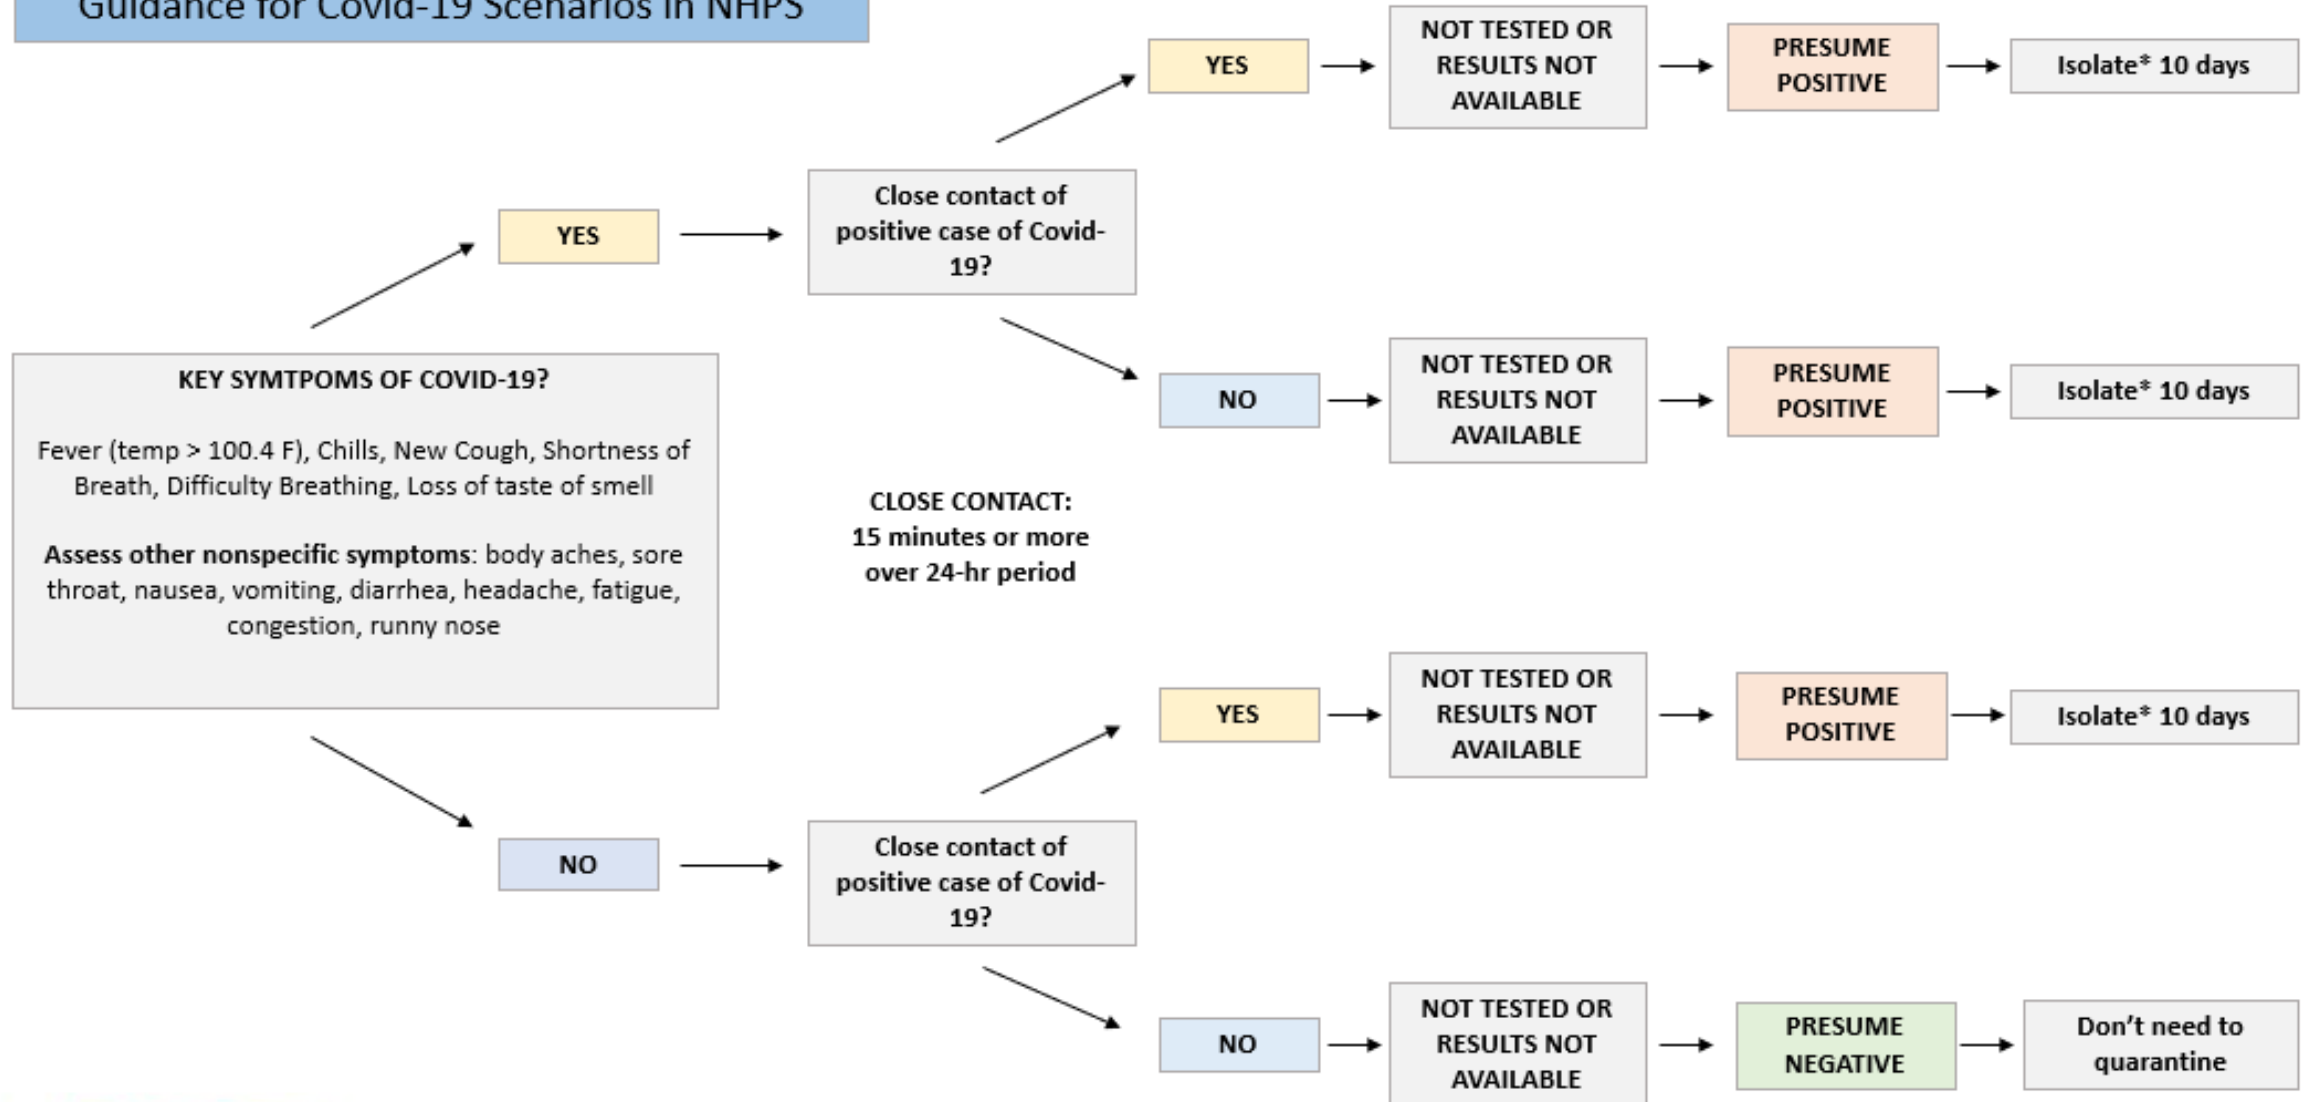 Guidance for Covid-19 Scenarios in NHPS
YES
NOT TESTED OR
RESULTS NOT
AVAILABLE
PRESUME
POSITIVE
Isolate* 10 days
YES
Close contact of
positive case of Covid-
19?
NO
NOT TESTED OR
RESULTS NOT
AVAILABLE
PRESUME
POSITIVE
Isolate* 10 days
KEY SYMTPOMS OF COVID-19?
Fever (temp > 100.4 F), Chills, New Cough, Shortness of
Breath, Difficulty Breathing, Loss of taste of smell
Assess other nonspecific symptoms: body aches, sore
throat, nausea, vomiting, diarrhea, headache, fatigue,
congestion, runny nose
CLOSE CONTACT:
15 minutes or more
over 24-hr period
YES
NOT TESTED OR
RESULTS NOT
AVAILABLE
PRESUME
POSITIVE
Isolate* 10 days
NO
Close contact of
positive case of Covid-
19?
NO
NOT TESTED OR
RESULTS NOT
AVAILABLE
PRESUME
NEGATIVE
Don't need to
quarantine